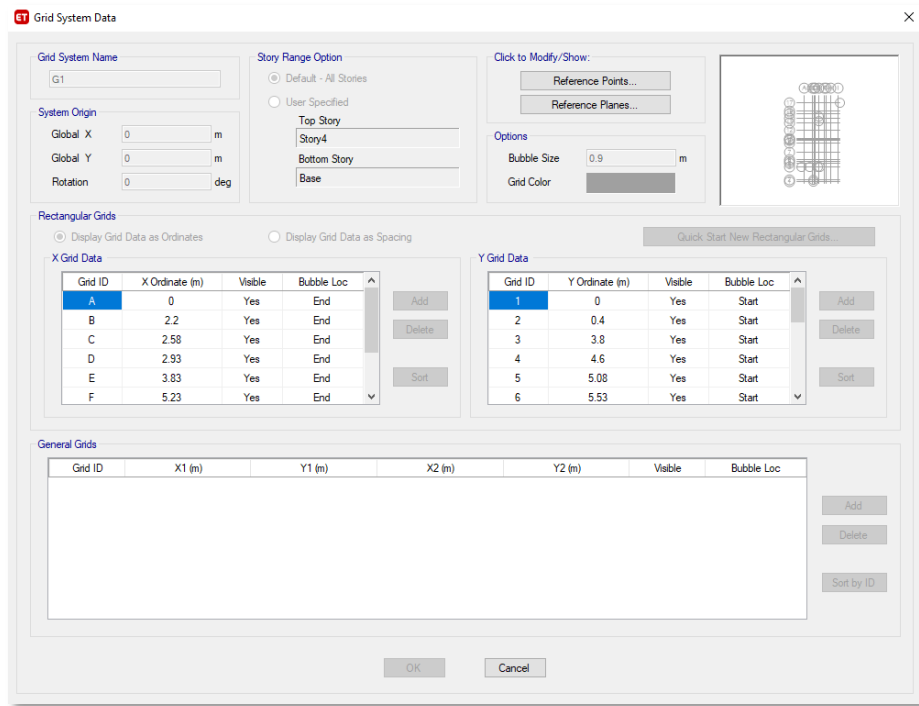 ET Grid System Data
Grid System Name
G1
System Origin
Global X 0 m
Global Y 0 m
Rotation 0 deg
Story Range Option
Default - All Stories
User Specified
Top Story
Story4
Bottom Story
Base
Click to Modify/Show:
Reference Points...
Reference Planes...
Options
Bubble Size 0.9 m
Grid Color
Rectangular Grids
Display Grid Data as Ordinates
Display Grid Data as Spacing
Quick Start New Rectangular Grids...
X Grid Data
Grid ID X Ordinate (m) Visible Bubble Loc
A 0 Yes End
B 2.2 Yes End
C 2.58 Yes End
D 2.93 Yes End
E 3.83 Yes End
F 5.23 Yes End
Add
Delete
Sort
Y Grid Data
Grid ID Y Ordinate (m) Visible Bubble Loc
1 0 Yes Start
2 0.4 Yes Start
3 3.8 Yes Start
4 4.6 Yes Start
5 5.08 Yes Start
6 5.53 Yes Start
Add
Delete
Sort
General Grids
Grid ID X1 (m) Y1 (m) X2 (m) Y2 (m) Visible Bubble Loc
Add
Delete
Sort by ID
OK Cancel